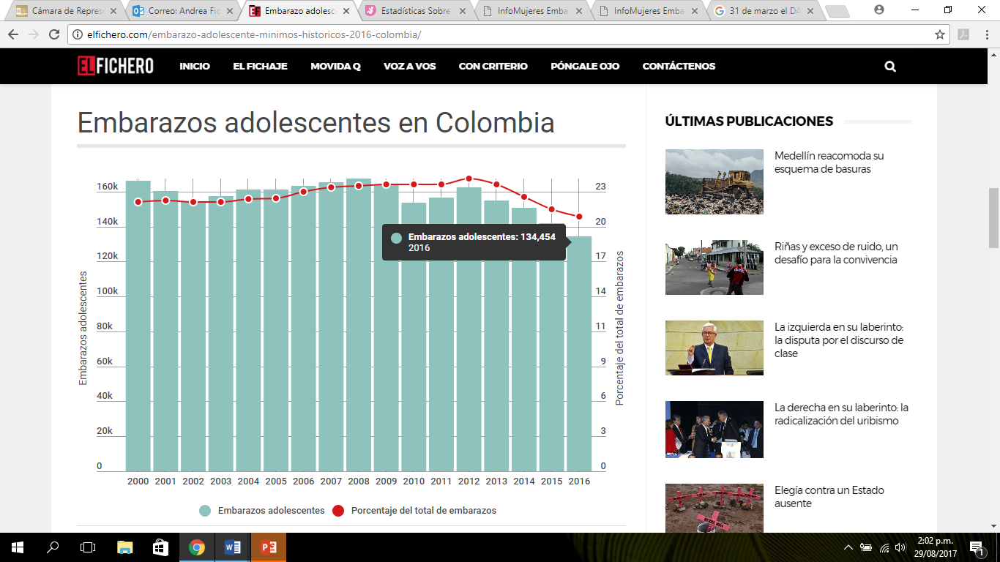 Cámara de Repres
Correo: Andrea Fic
Embarazo adolesc
Estadísticas Sobre
InfoMujeres Emba
InfoMujeres Emba
31 de marzo el DA
elfichero.com/embarazo-adolescente-minimos-historicos-2016-colombia/
ELFICHERO
INICIO
EL FICHAJE
MOVIDA Q
VOZ A VOS
CON CRITERIO
PÓNGALE OJO
CONTÁCTENOS
Embarazos adolescentes en Colombia
160k
140k
120k
100k
80k
60k
40k
20k
0
Embarazos adolescentes
23
20
17
14
11
9
6
3
0
Porcentaje del total de embarazos
Embarazos adolescentes: 134,454
2016
2000 2001 2002 2003 2004 2005 2006 2007 2008 2009 2010 2011 2012 2013 2014 2015 2016
Embarazos adolescentes
Porcentaje del total de embarazos
ÚLTIMAS PUBLICACIONES
Medellín reacomoda su
esquema de basuras
Riñas y exceso de ruido, un
desafío para la convivencia
La izquierda en su laberinto:
la disputa por el discurso de
clase
La derecha en su laberinto: la
radicalización del uribismo
Elegía contra un Estado
ausente
2:02 p.m.
29/08/2017
1